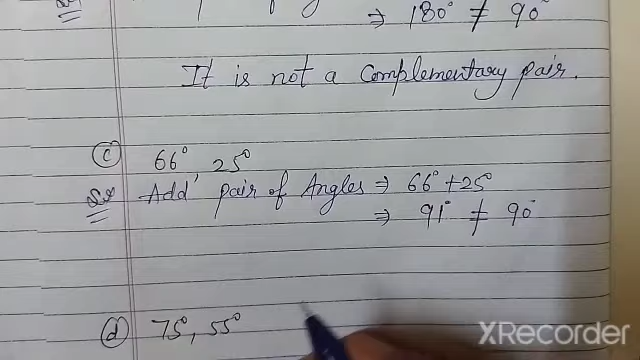 ⇒ 180° ≠ 90°
It is not a Complementary pair.
(c) 66°, 25°
Sol Add pair of Angles ⇒ 66° + 25°
⇒ 91° ≠ 90°
(d) 75°, 55°
XRecorder